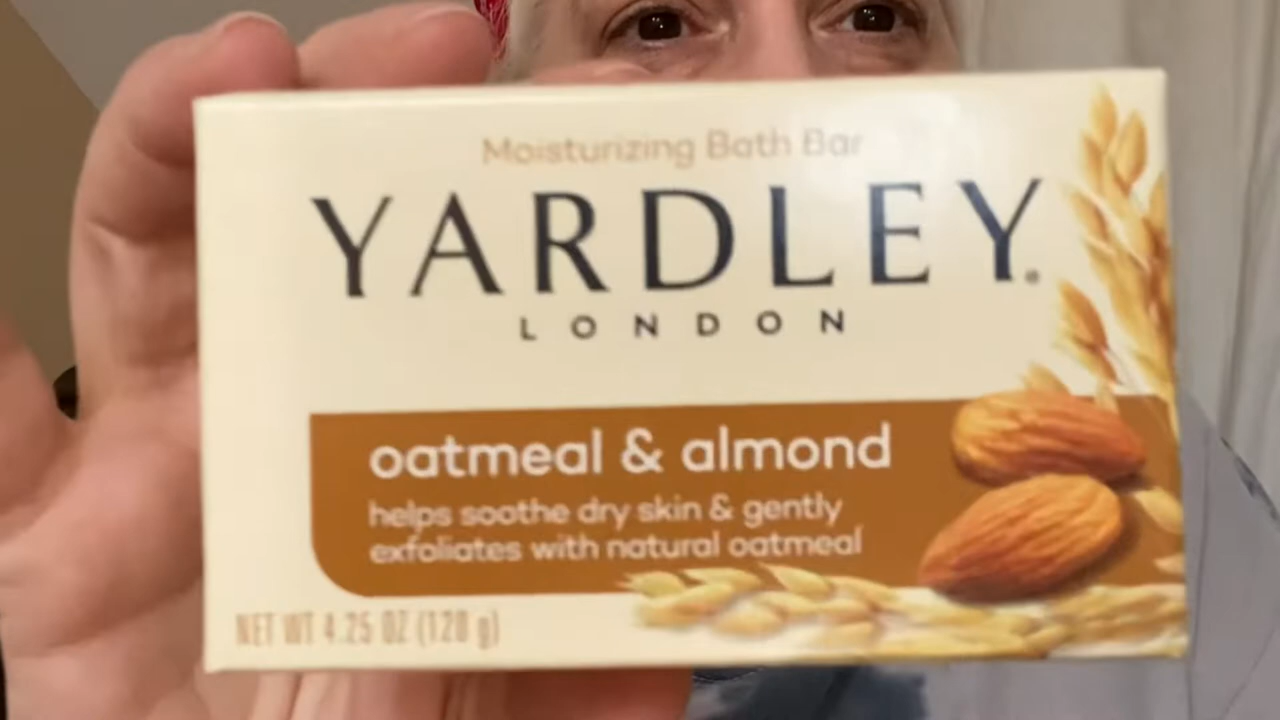 Moisturizing Bath Bar
YARDLEY®
LONDON
oatmeal & almond
helps soothe dry skin & gently
exfoliates with natural oatmeal
NET WT 4.25 OZ (120 g)